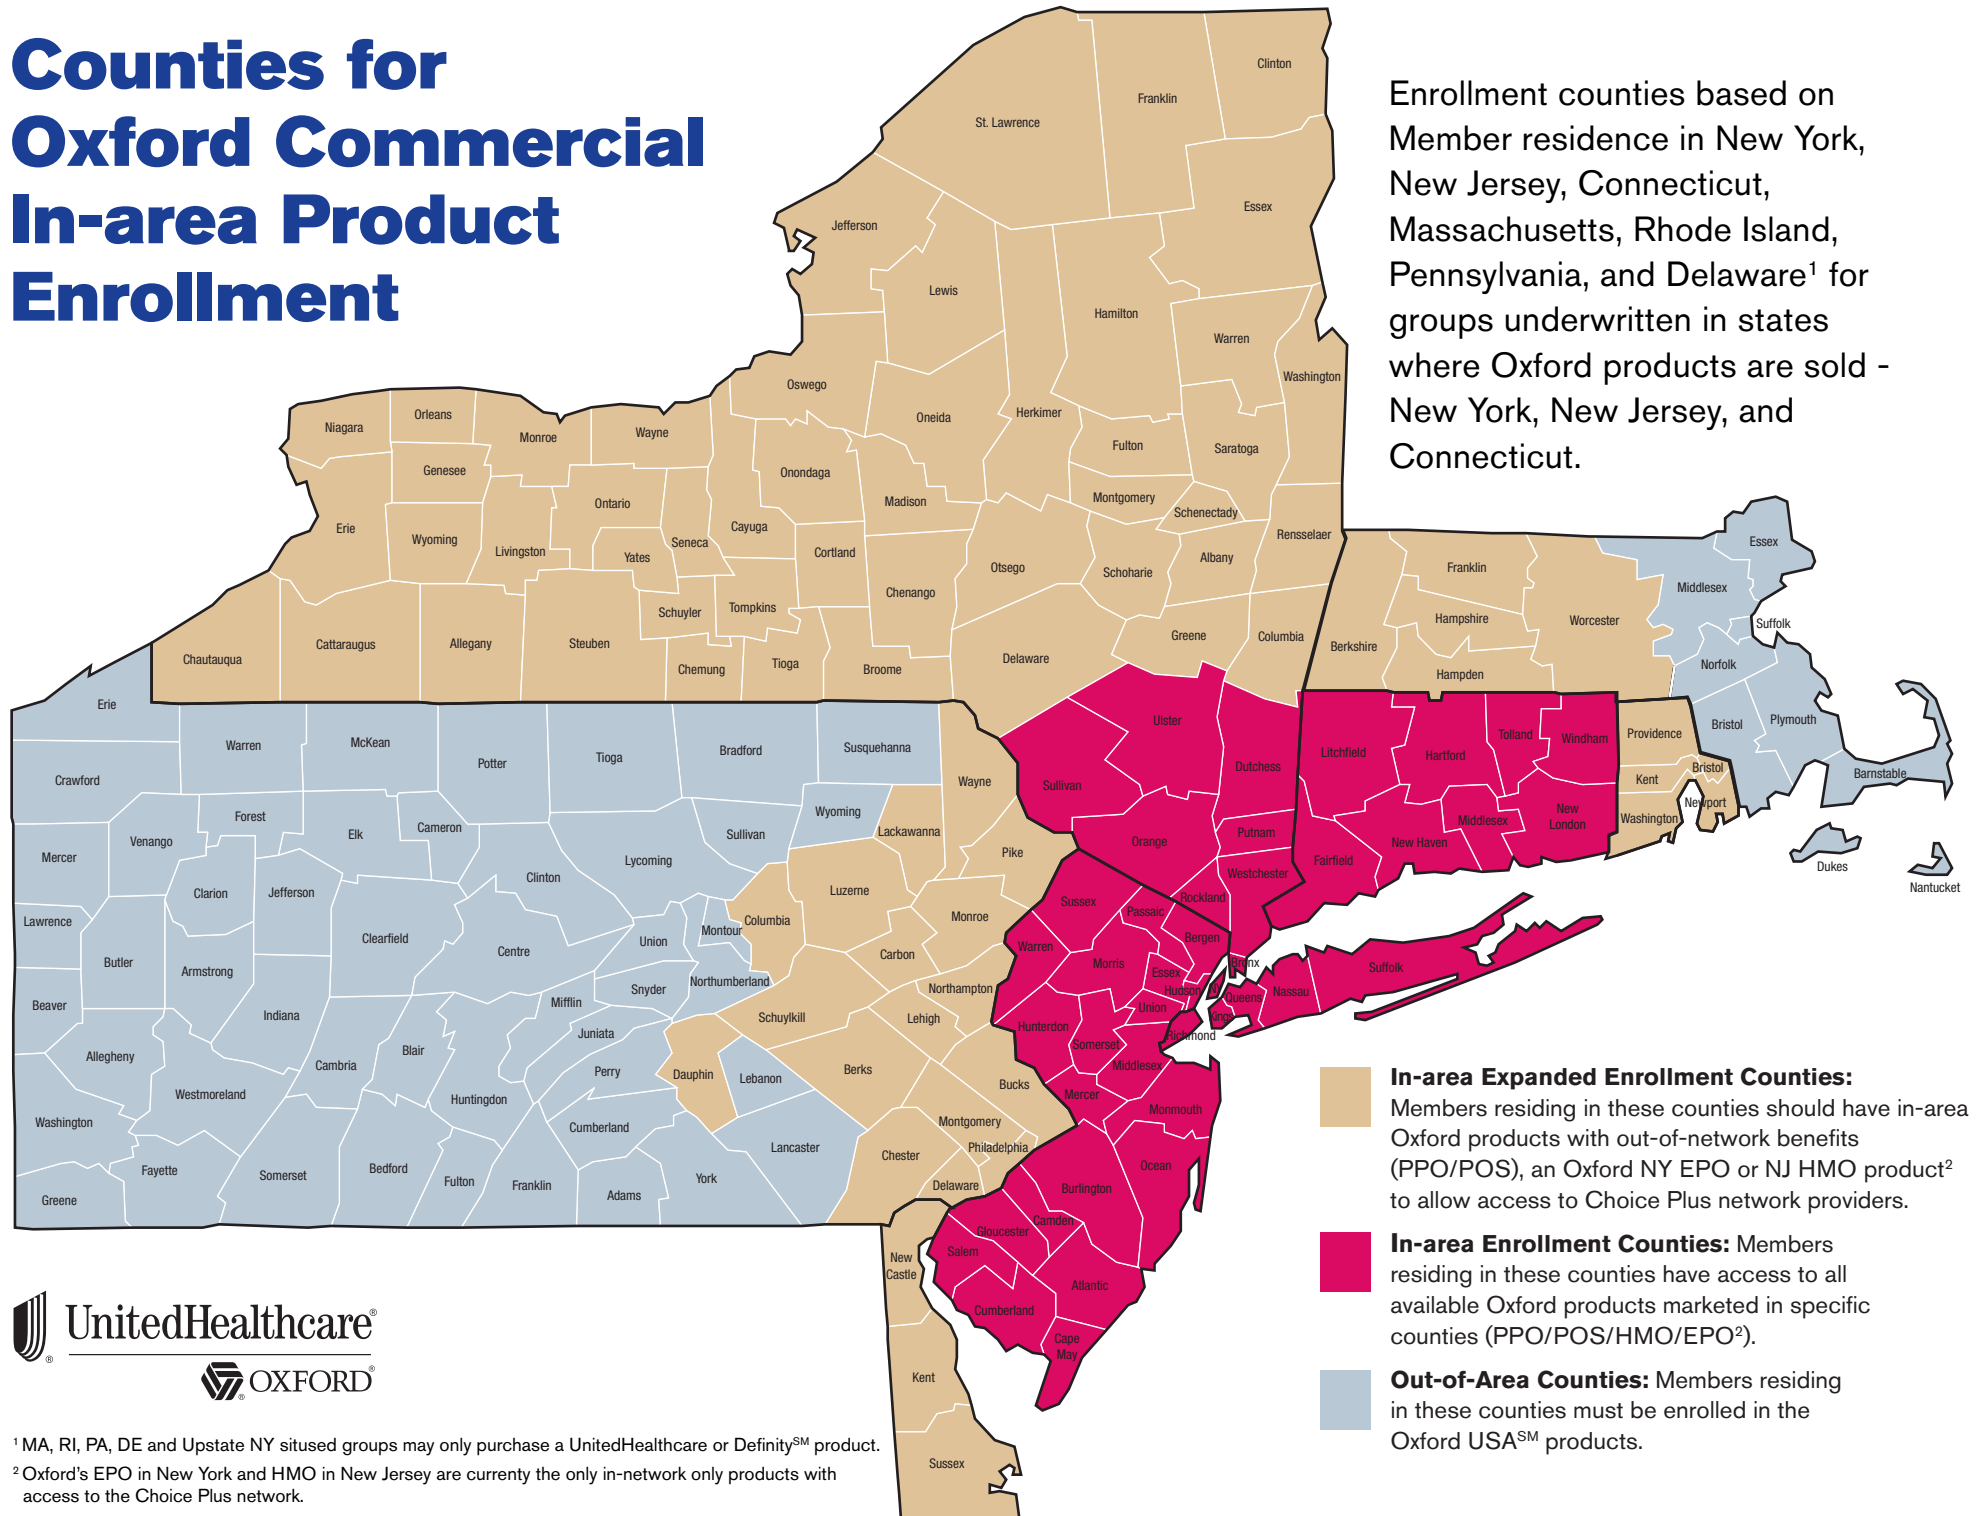 Counties for
Oxford Commercial
In-area Product
Enrollment
Enrollment counties based on
Member residence in New York,
New Jersey, Connecticut,
Massachusetts, Rhode Island,
Pennsylvania, and Delaware¹ for
groups underwritten in states
where Oxford products are sold -
New York, New Jersey, and
Connecticut.
Clinton
Franklin
St. Lawrence
Essex
Jefferson
Lewis
Hamilton
Warren
Washington
Oswego
Oneida
Herkimer
Fulton
Saratoga
Niagara
Orleans
Monroe
Wayne
Genesee
Onondaga
Madison
Montgomery
Schenectady
Ontario
Cayuga
Erie
Wyoming
Livingston
Yates
Seneca
Cortland
Rensselaer
Albany
Otsego
Schoharie
Chenango
Schuyler
Tompkins
Chautauqua
Cattaraugus
Allegany
Steuben
Chemung
Tioga
Broome
Delaware
Greene
Columbia
Berkshire
Franklin
Hampshire
Hampden
Worcester
Middlesex
Essex
Suffolk
Norfolk
Bristol
Plymouth
Barnstable
Dukes
Nantucket
Providence
Kent
Bristol
Newport
Washington
Ulster
Sullivan
Dutchess
Orange
Putnam
Westchester
Rockland
Litchfield
Hartford
Tolland
Windham
New
London
Middlesex
New Haven
Fairfield
Bronx
NY
Queens
Kings
Nassau
Suffolk
Richmond
Erie
Warren
McKean
Potter
Tioga
Bradford
Susquehanna
Wayne
Crawford
Forest
Elk
Cameron
Sullivan
Wyoming
Lackawanna
Pike
Mercer
Venango
Clinton
Lycoming
Luzerne
Clarion
Jefferson
Monroe
Lawrence
Clearfield
Centre
Union
Montour
Columbia
Carbon
Butler
Armstrong
Snyder
Northumberland
Northampton
Beaver
Indiana
Mifflin
Juniata
Schuylkill
Lehigh
Allegheny
Cambria
Blair
Perry
Dauphin
Lebanon
Berks
Bucks
Westmoreland
Huntingdon
Washington
Cumberland
Lancaster
Montgomery
Philadelphia
Chester
Delaware
Greene
Fayette
Somerset
Bedford
Fulton
Franklin
Adams
York
Sussex
Passaic
Bergen
Warren
Morris
Essex
Hudson
Union
Hunterdon
Somerset
Middlesex
Mercer
Monmouth
Ocean
Burlington
Camden
Gloucester
Salem
Atlantic
Cumberland
Cape
May
New
Castle
Kent
Sussex
In-area Expanded Enrollment Counties:
Members residing in these counties should have in-area
Oxford products with out-of-network benefits
(PPO/POS), an Oxford NY EPO or NJ HMO product²
to allow access to Choice Plus network providers.
In-area Enrollment Counties: Members
residing in these counties have access to all
available Oxford products marketed in specific
counties (PPO/POS/HMO/EPO²).
Out-of-Area Counties: Members residing
in these counties must be enrolled in the
Oxford USA℠ products.
UnitedHealthcare®
®
® OXFORD®
¹ MA, RI, PA, DE and Upstate NY sitused groups may only purchase a UnitedHealthcare or Definity℠ product.
² Oxford's EPO in New York and HMO in New Jersey are currenty the only in-network only products with
access to the Choice Plus network.